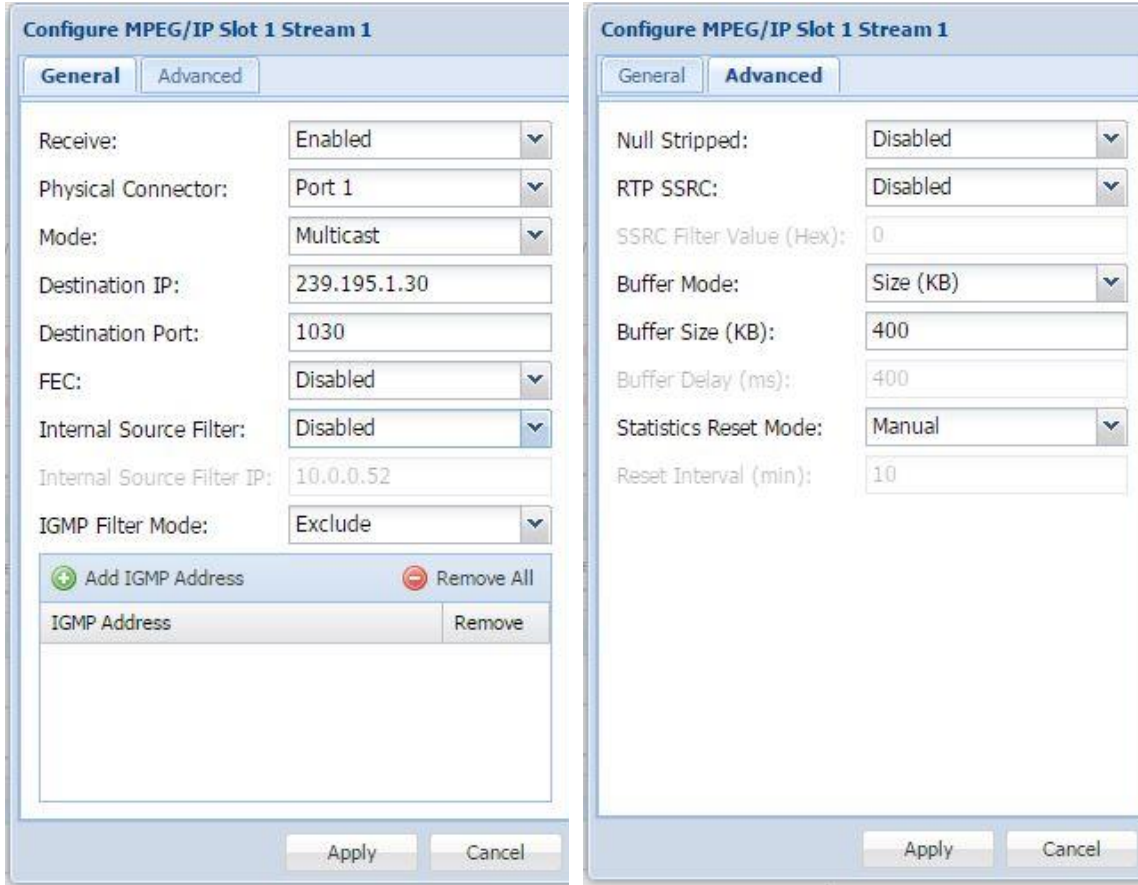 Configure MPEG/IP Slot 1 Stream 1
General Advanced
Receive: Enabled
Physical Connector: Port 1
Mode: Multicast
Destination IP: 239.195.1.30
Destination Port: 1030
FEC: Disabled
Internal Source Filter: Disabled
Internal Source Filter IP: 10.0.0.52
IGMP Filter Mode: Exclude
Add IGMP Address Remove All
IGMP Address Remove
Apply Cancel
Configure MPEG/IP Slot 1 Stream 1
General Advanced
Null Stripped: Disabled
RTP SSRC: Disabled
SSRC Filter Value (Hex): 0
Buffer Mode: Size (KB)
Buffer Size (KB): 400
Buffer Delay (ms): 400
Statistics Reset Mode: Manual
Reset Interval (min): 10
Apply Cancel